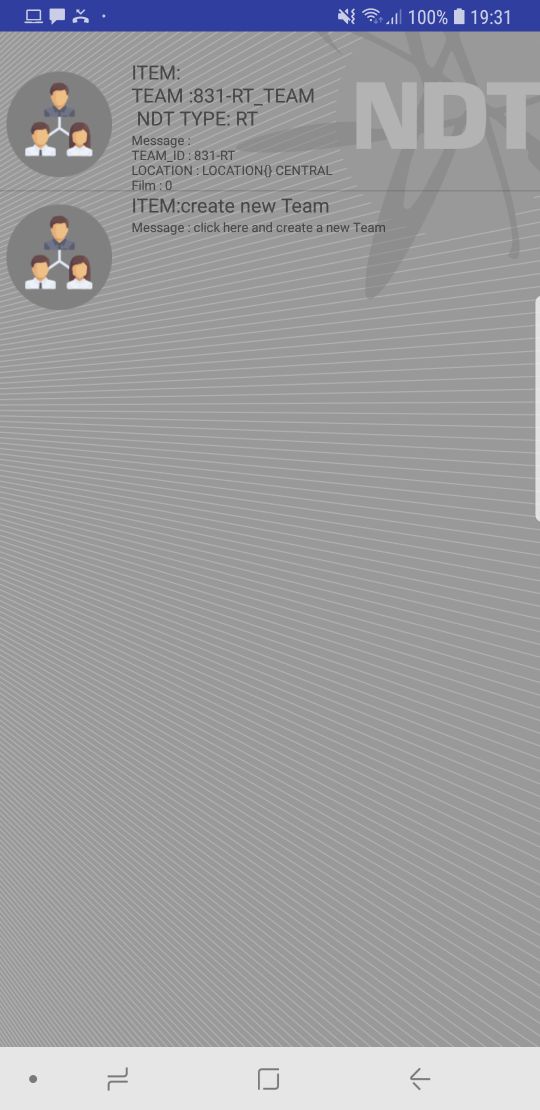 100% 19:31
ITEM:
TEAM :831-RT_TEAM
NDT TYPE: RT
NDT
Message :
TEAM_ID : 831-RT
LOCATION : LOCATION{} CENTRAL
Film : 0
ITEM:create new Team
Message : click here and create a new Team